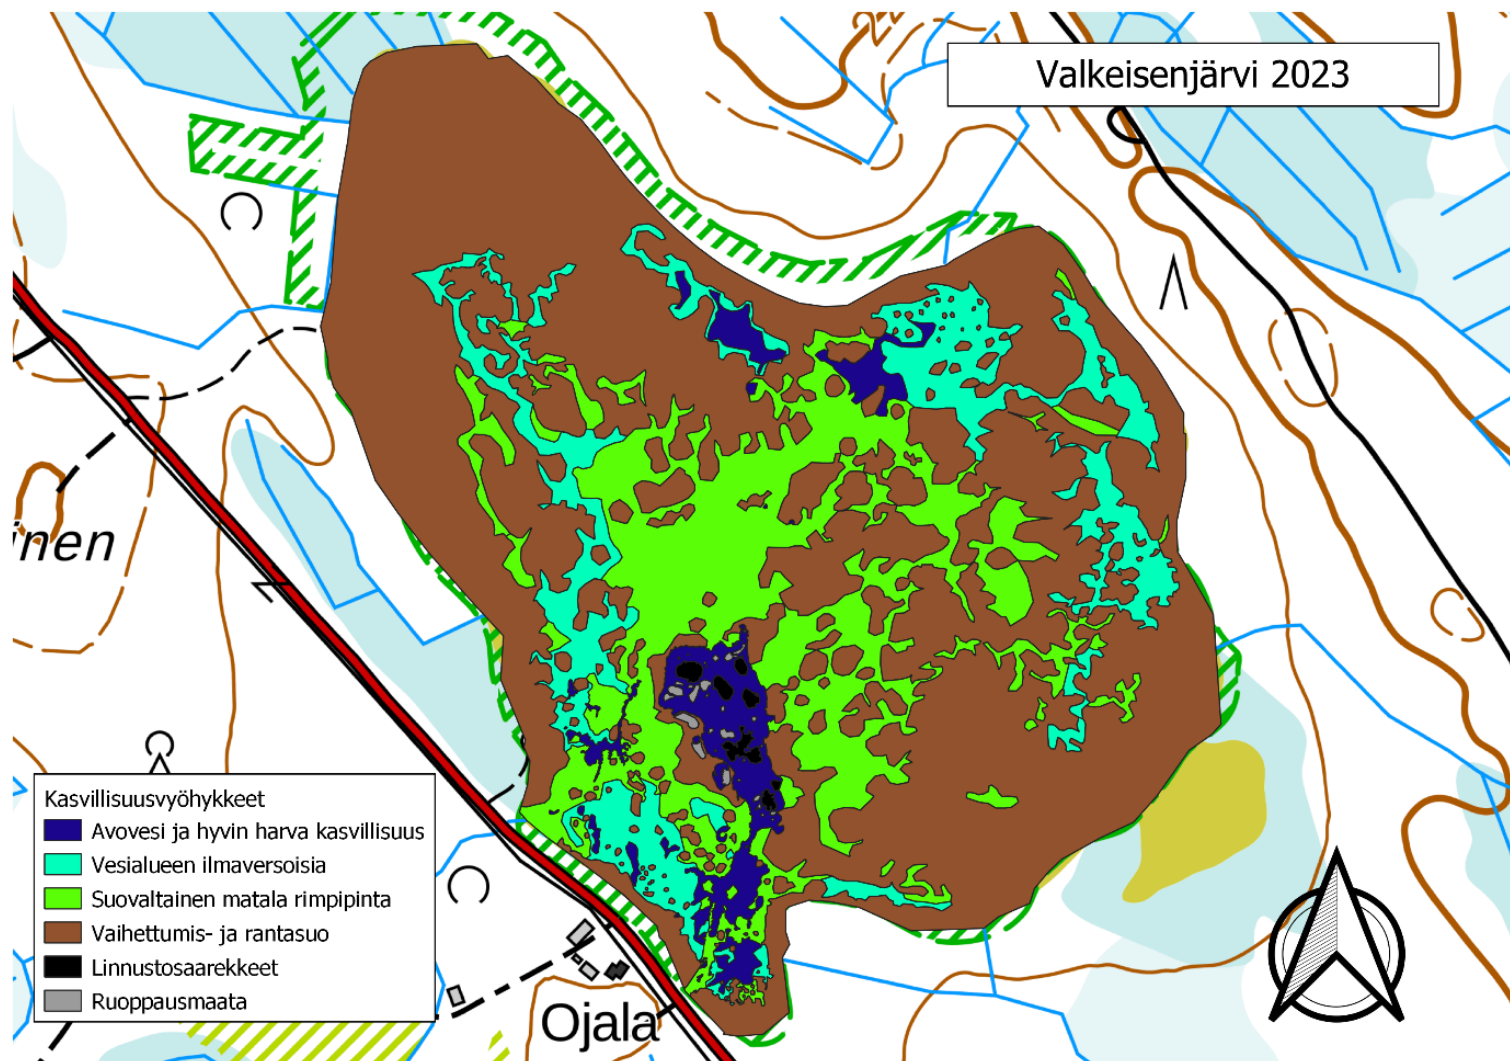 Valkeisenjärvi 2023
inen
Kasvillisuusvyöhykkeet
Avovesi ja hyvin harva kasvillisuus
Vesialueen ilmaversoisia
Suovaltainen matala rimpipinta
Vaihettumis- ja rantasuo
Linnustosaarekkeet
Ruoppausmaata
Ojala